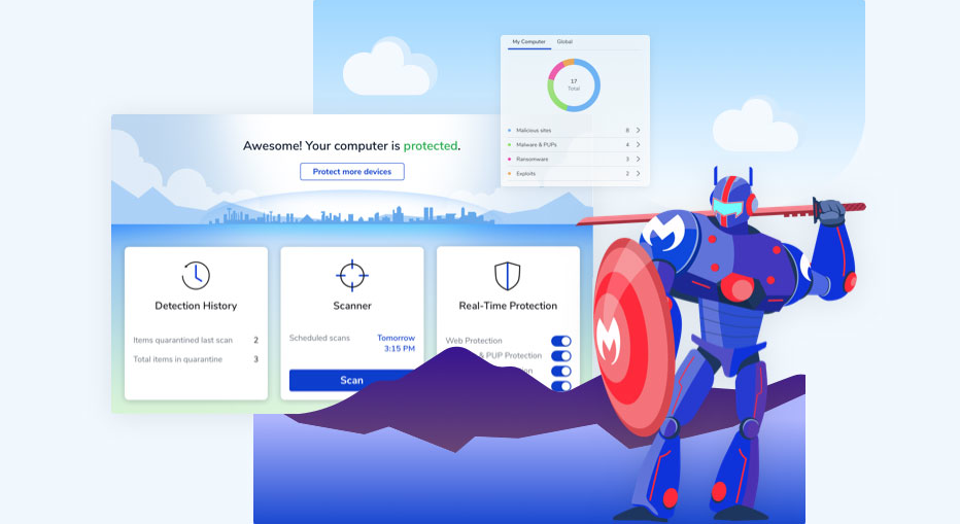 My Computer Global
17
Total
Malicious sites 8
Malware & PUPs 4
Ransomware 3
Exploits 2
Awesome! Your computer is protected.
Protect more devices
Detection History
Items quarantined last scan 2
Total items in quarantine 3
Scanner
Scheduled scans Tomorrow
3:15 PM
Scan
Real-Time Protection
Web Protection
& PUP Protection